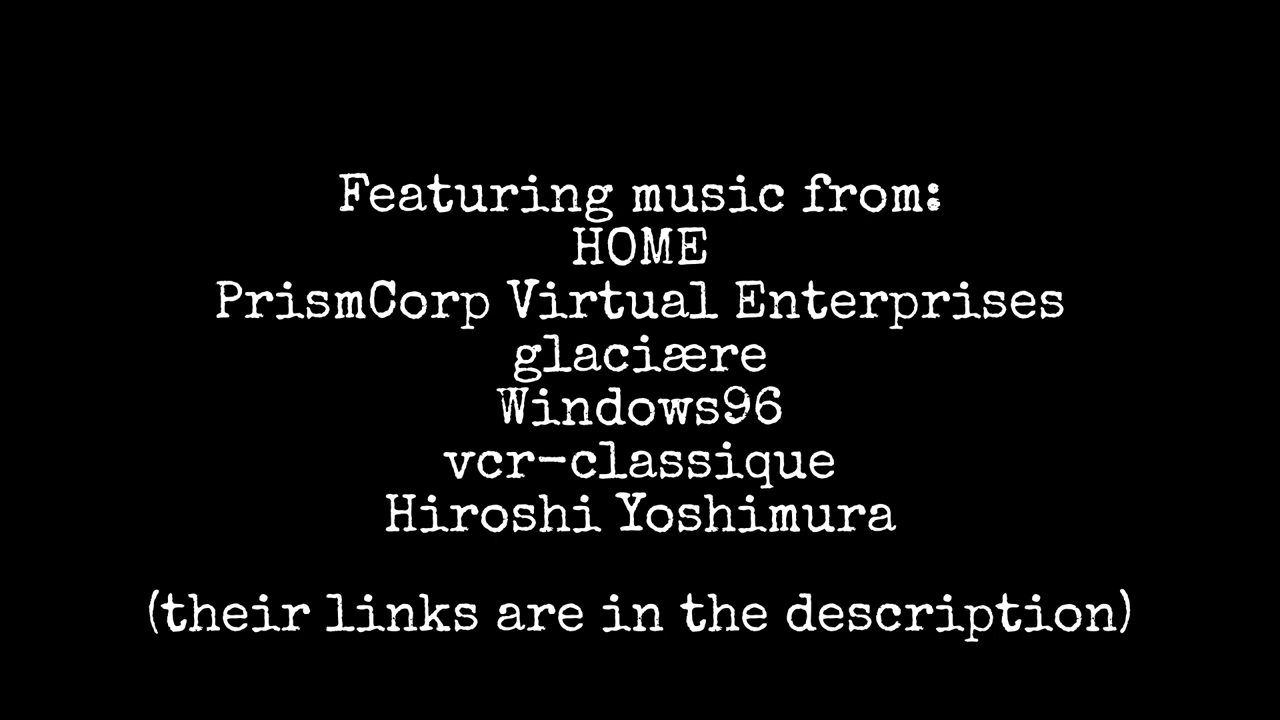 Featuring music from:
HOME
PrismCorp Virtual Enterprises
glaciære
Windows96
vcr-classique
Hiroshi Yoshimura
(their links are in the description)